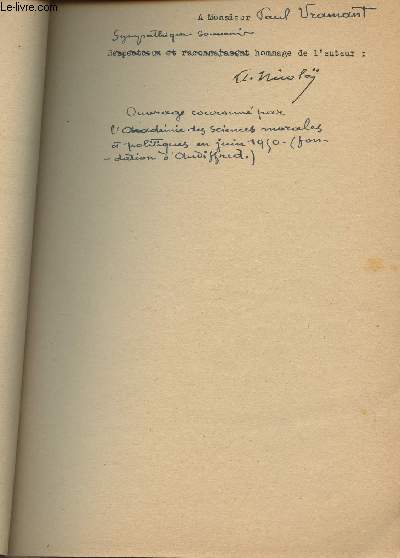 Le-livre.com
A Monsieur Paul Vramant
Sympathique souvenir
Respectueux et reconnaissant hommage de l'auteur :
A. Nicolaÿ
Ouvrage couronné par
l'Académie des Sciences morales
et politiques en juin 1950 - (fon-
-dation d'Audiffred.)